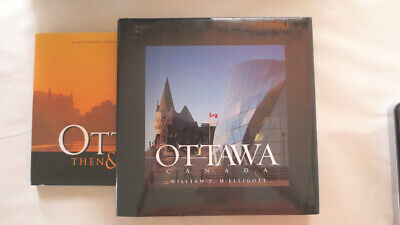 OTT
THEN &
OTTAWA
CANADA
WILLIAM P. McELLIGOTT